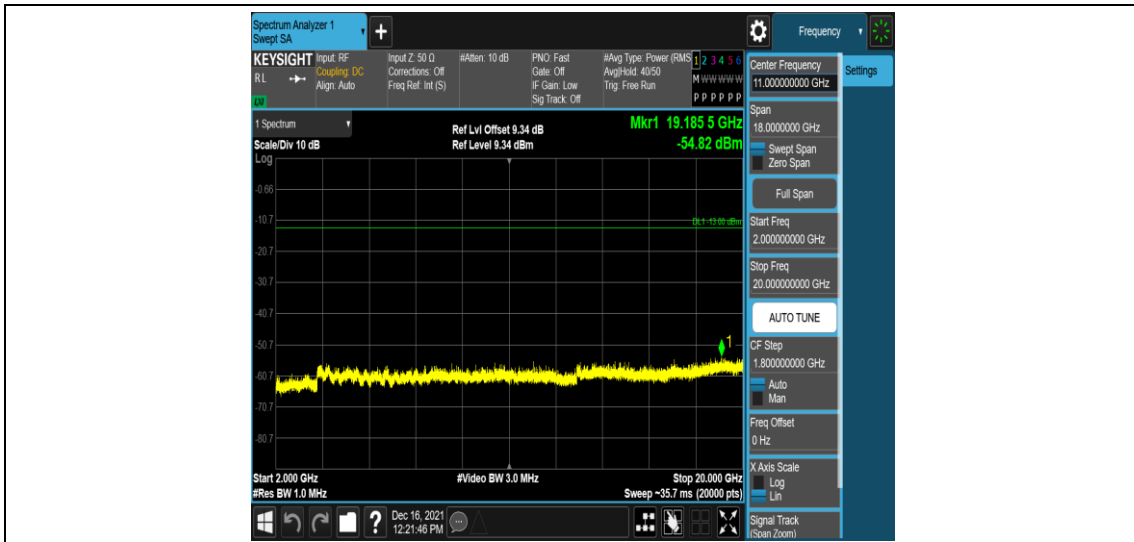 Spectrum Analyzer 1
Swept SA
+
Frequency
KEYSIGHT
RL
LXI
Input: RF
Coupling: DC
Align: Auto
Input Z: 50 Ω
Corrections: Off
Freq Ref: Int (S)
#Atten: 10 dB
PNO: Fast
Gate: Off
IF Gain: Low
Sig Track: Off
#Avg Type: Power (RMS
Avg|Hold: 40/50
Trig: Free Run
1 2 3 4 5 6
M W W W W W
P P P P P P
1 Spectrum
Scale/Div 10 dB
Ref Lvl Offset 9.34 dB
Ref Level 9.34 dBm
Mkr1 19.185 5 GHz
-54.82 dBm
Log
-0.66
-10.7
-20.7
-30.7
-40.7
-50.7
-60.7
-70.7
-80.7
DL1 -13.00 dBm
1
Start 2.000 GHz
#Res BW 1.0 MHz
#Video BW 3.0 MHz
Stop 20.000 GHz
Sweep ~35.7 ms (20000 pts)
?
Dec 16, 2021
12:21:46 PM
Center Frequency
11.000000000 GHz
Settings
Span
18.0000000 GHz
Swept Span
Zero Span
Full Span
Start Freq
2.000000000 GHz
Stop Freq
20.000000000 GHz
AUTO TUNE
CF Step
1.800000000 GHz
Auto
Man
Freq Offset
0 Hz
X Axis Scale
Log
Lin
Signal Track
(Span Zoom)